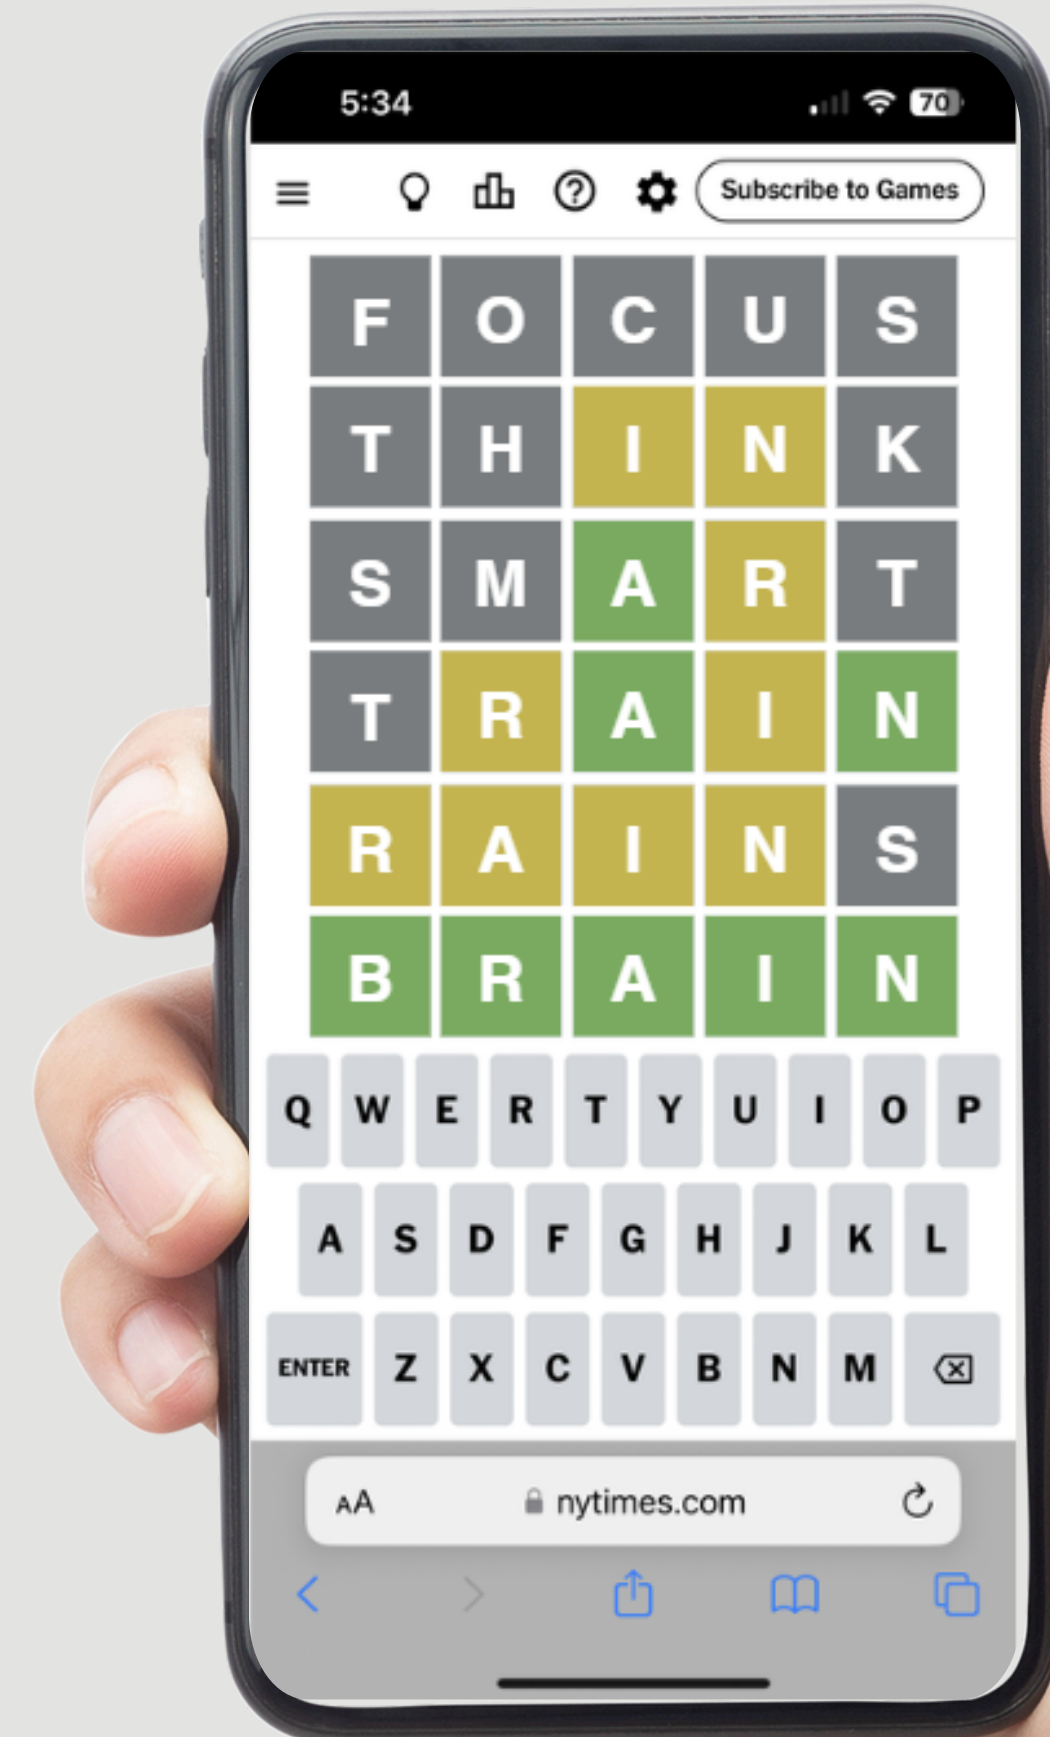 5:34 70
Subscribe to Games
F O C U S
T H I N K
S M A R T
T R A I N
R A I N S
B R A I N
Q W E R T Y U I O P
A S D F G H J K L
ENTER Z X C V B N M
AA nytimes.com